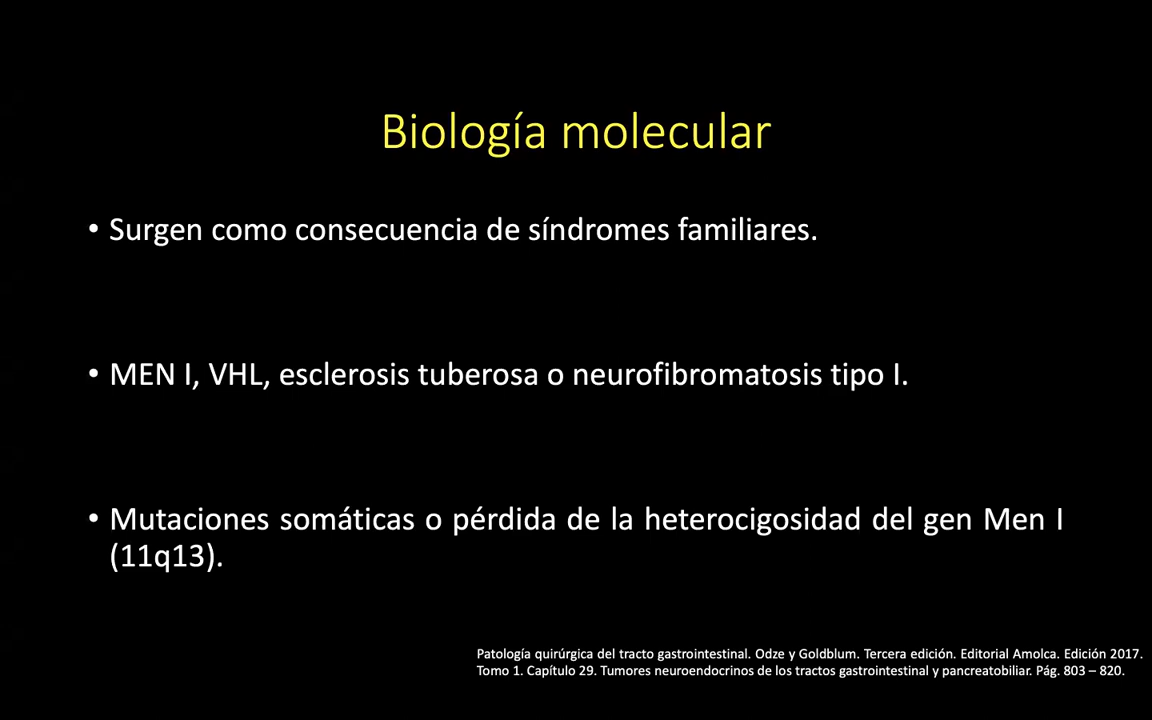 Biología molecular
• Surgen como consecuencia de síndromes familiares.
• MEN I, VHL, esclerosis tuberosa o neurofibromatosis tipo I.
• Mutaciones somáticas o pérdida de la heterocigosidad del gen Men I
(11q13).
Patología quirúrgica del tracto gastrointestinal. Odze y Goldblum. Tercera edición. Editorial Amolca. Edición 2017.
Tomo 1. Capítulo 29. Tumores neuroendocrinos de los tractos gastrointestinal y pancreatobiliar. Pág. 803 – 820.